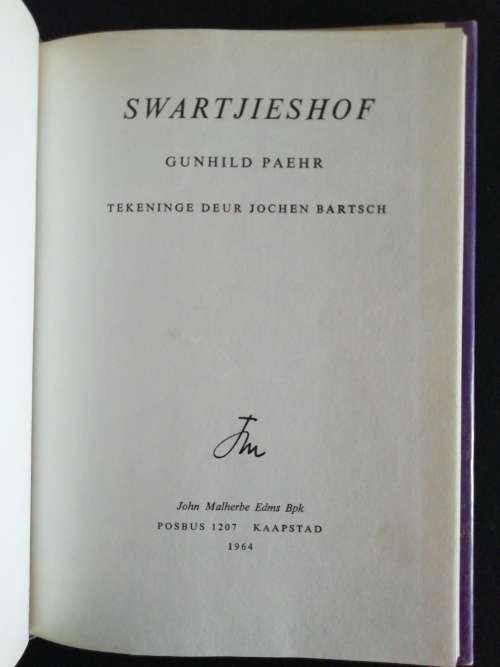 SWARTJIESHOF
GUNHILD PAEHR
TEKENINGE DEUR JOCHEN BARTSCH
Jm
John Malherbe Edms Bpk
POSBUS 1207 KAAPSTAD
1964